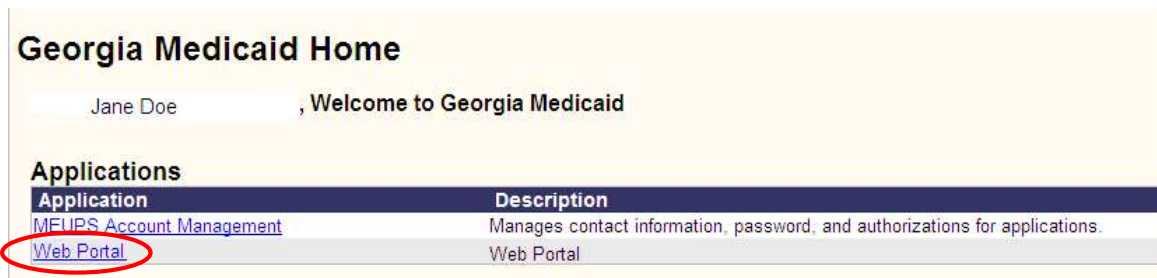 Georgia Medicaid Home
Jane Doe , Welcome to Georgia Medicaid
Applications
Application Description
MEUPS Account Management Manages contact information, password, and authorizations for applications.
Web Portal Web Portal